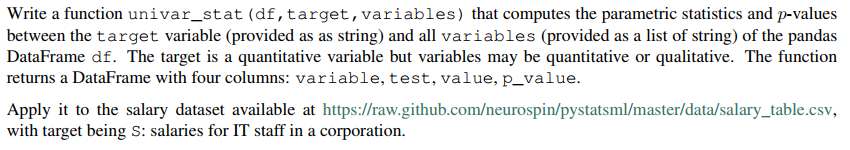 Write a function univar_stat(df,target,variables) that computes the parametric statistics and p-values
between the target variable (provided as as string) and all variables (provided as a list of string) of the pandas
DataFrame df. The target is a quantitative variable but variables may be quantitative or qualitative. The function
returns a DataFrame with four columns: variable, test, value, p_value.
Apply it to the salary dataset available at https://raw.github.com/neurospin/pystatsml/master/data/salary_table.csv,
with target being S: salaries for IT staff in a corporation.